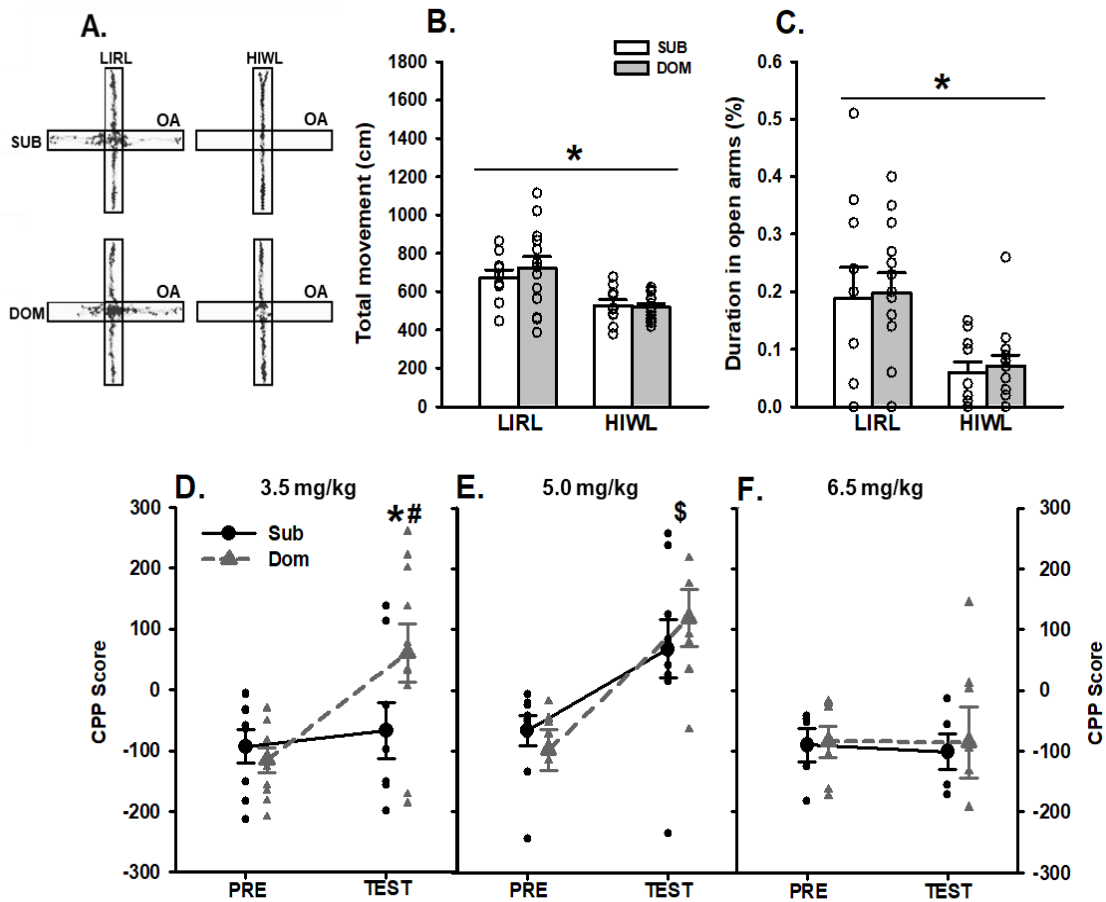 A.
LIRL
HIWL
OA
OA
SUB
OA
OA
DOM
B.
SUB
DOM
*
Total movement (cm)
1800
1600
1400
1200
1000
800
600
400
200
0
LIRL
HIWL
C.
*
Duration in open arms (%)
0.6
0.5
0.4
0.3
0.2
0.1
0.0
LIRL
HIWL
D.
3.5 mg/kg
*#
Sub
Dom
CPP Score
300
200
100
0
-100
-200
-300
PRE
TEST
E.
5.0 mg/kg
$
PRE
TEST
F.
6.5 mg/kg
300
200
100
0
-100
-200
-300
CPP Score
PRE
TEST